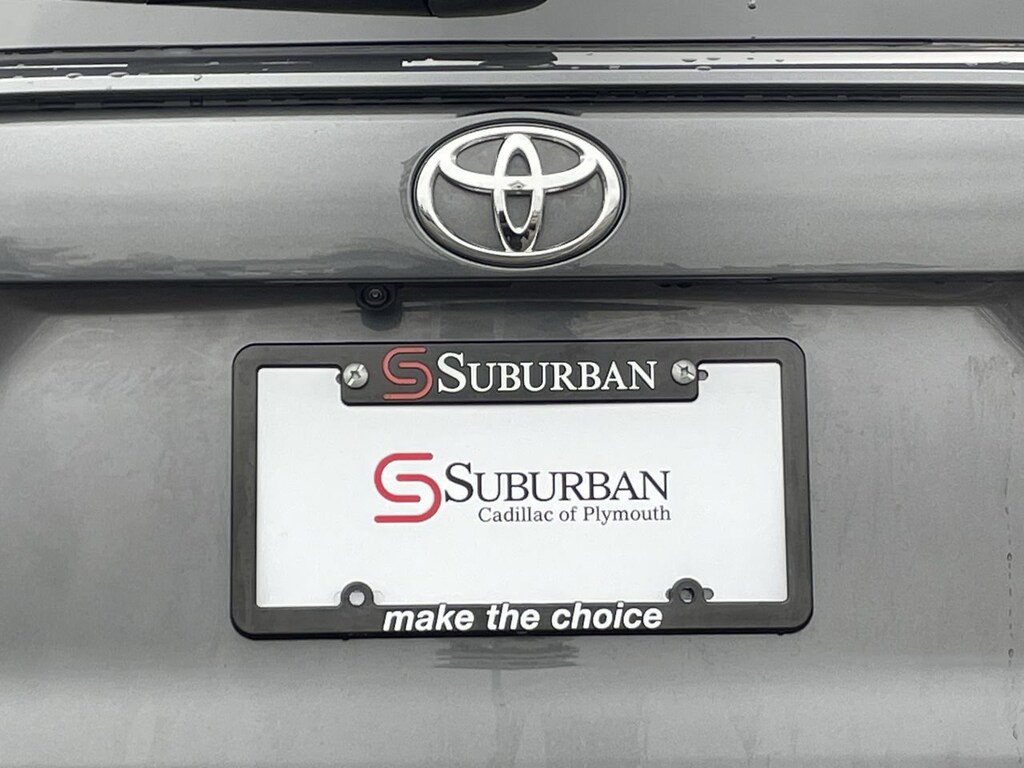 SUBURBAN
SUBURBAN
Cadillac of Plymouth
make the choice